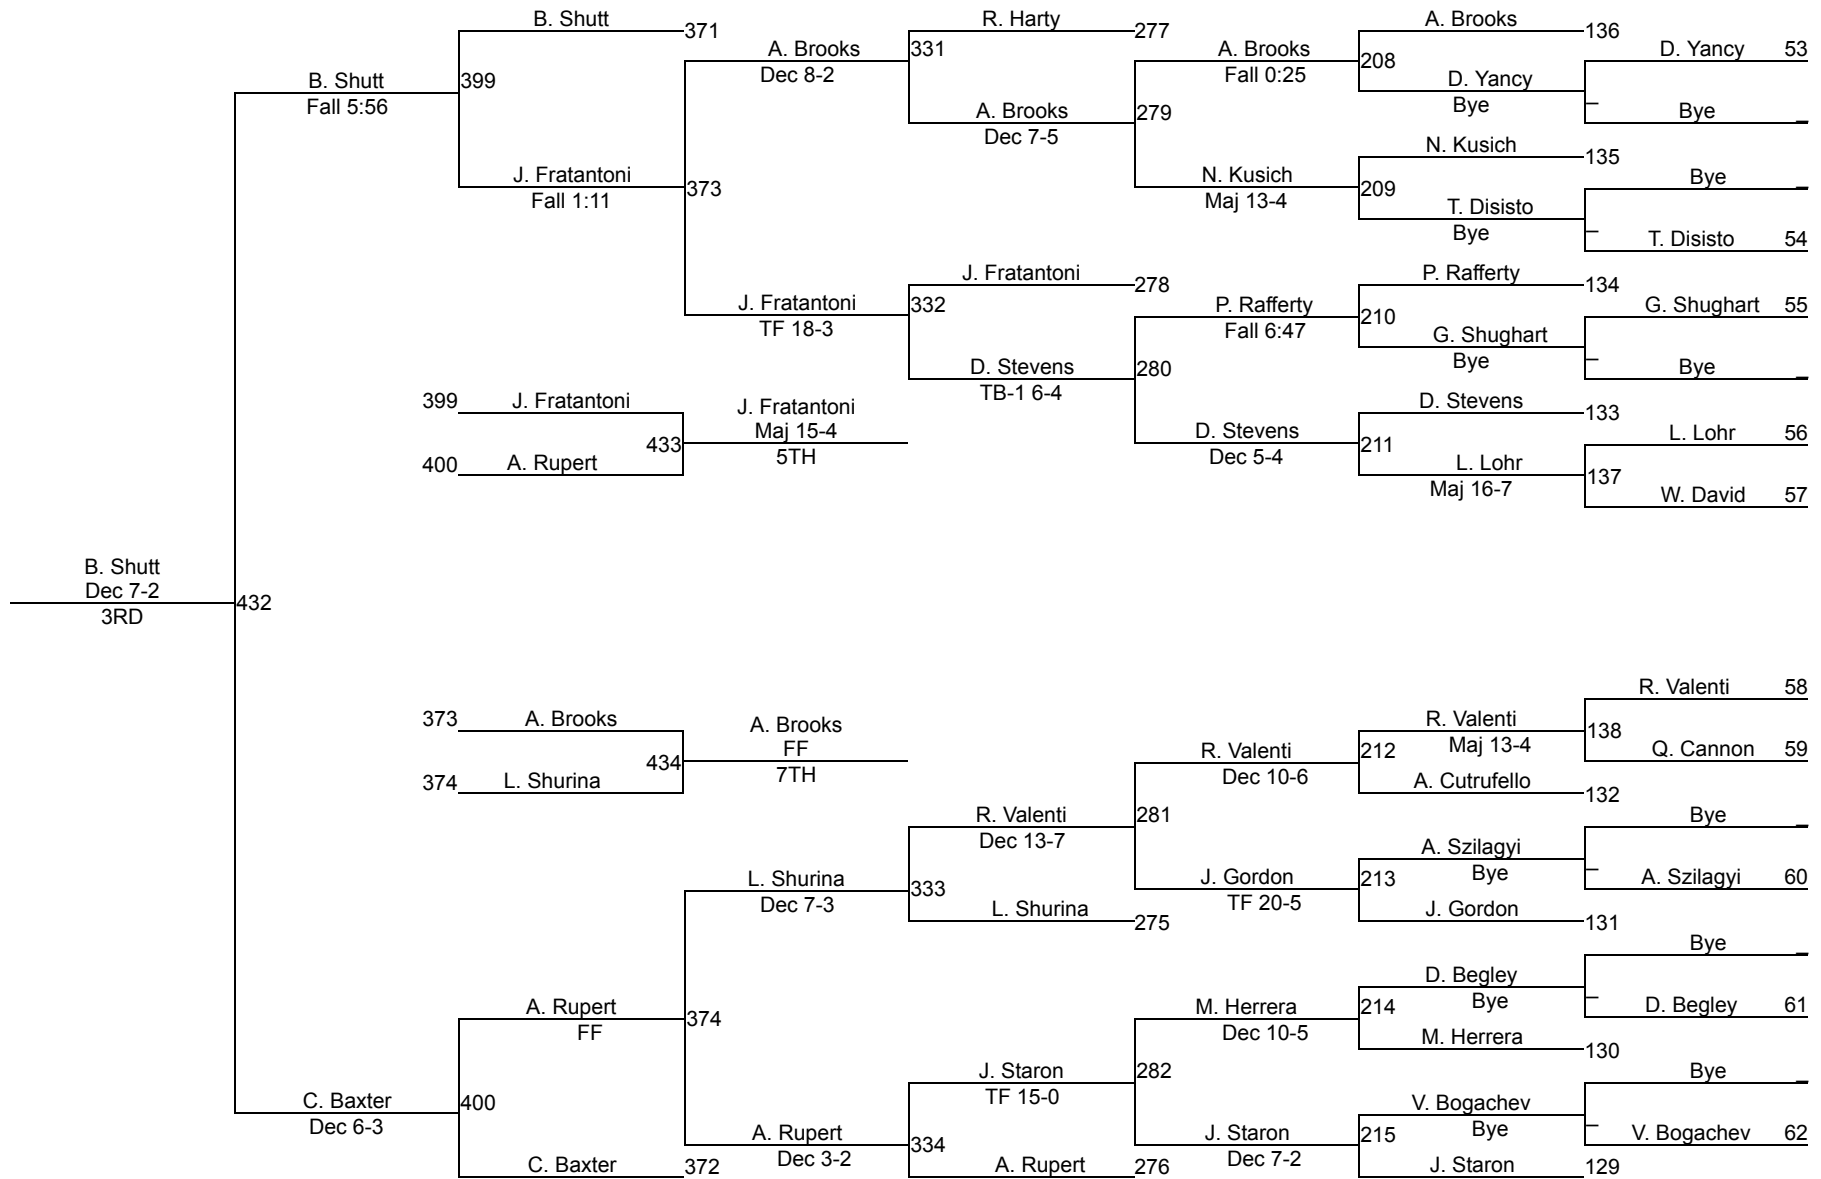 B. Shutt
371
R. Harty
277
A. Brooks
136
A. Brooks
Dec 8-2
331
A. Brooks
Fall 0:25
208
D. Yancy 53
B. Shutt
Fall 5:56
399
D. Yancy
Bye
A. Brooks
Dec 7-5
279
_
Bye _
N. Kusich
135
J. Fratantoni
Fall 1:11
373
N. Kusich
Maj 13-4
209
Bye _
T. Disisto
Bye
_
T. Disisto 54
J. Fratantoni
278
P. Rafferty
134
J. Fratantoni
TF 18-3
332
P. Rafferty
Fall 6:47
210
G. Shughart 55
G. Shughart
Bye
_
D. Stevens
TB-1 6-4
280
Bye _
399 J. Fratantoni
J. Fratantoni
Maj 15-4
5TH
433
400 A. Rupert
D. Stevens
133
D. Stevens
Dec 5-4
211
L. Lohr 56
L. Lohr
Maj 16-7
137
W. David 57
B. Shutt
Dec 7-2
3RD
432
R. Valenti 58
373 A. Brooks
A. Brooks
FF
7TH
434
374 L. Shurina
R. Valenti
Maj 13-4
138
R. Valenti
Dec 10-6
212
Q. Cannon 59
A. Cutrufello
132
R. Valenti
Dec 13-7
281
Bye _
A. Szilagyi
Bye
_
L. Shurina
Dec 7-3
333
J. Gordon
TF 20-5
213
A. Szilagyi 60
L. Shurina
275
J. Gordon
131
Bye _
D. Begley
Bye
_
A. Rupert
FF
374
M. Herrera
Dec 10-5
214
D. Begley 61
M. Herrera
130
J. Staron
TF 15-0
282
Bye _
C. Baxter
Dec 6-3
400
V. Bogachev
Bye
_
A. Rupert
Dec 3-2
334
J. Staron
Dec 7-2
215
V. Bogachev 62
C. Baxter
372
A. Rupert
276
J. Staron
129